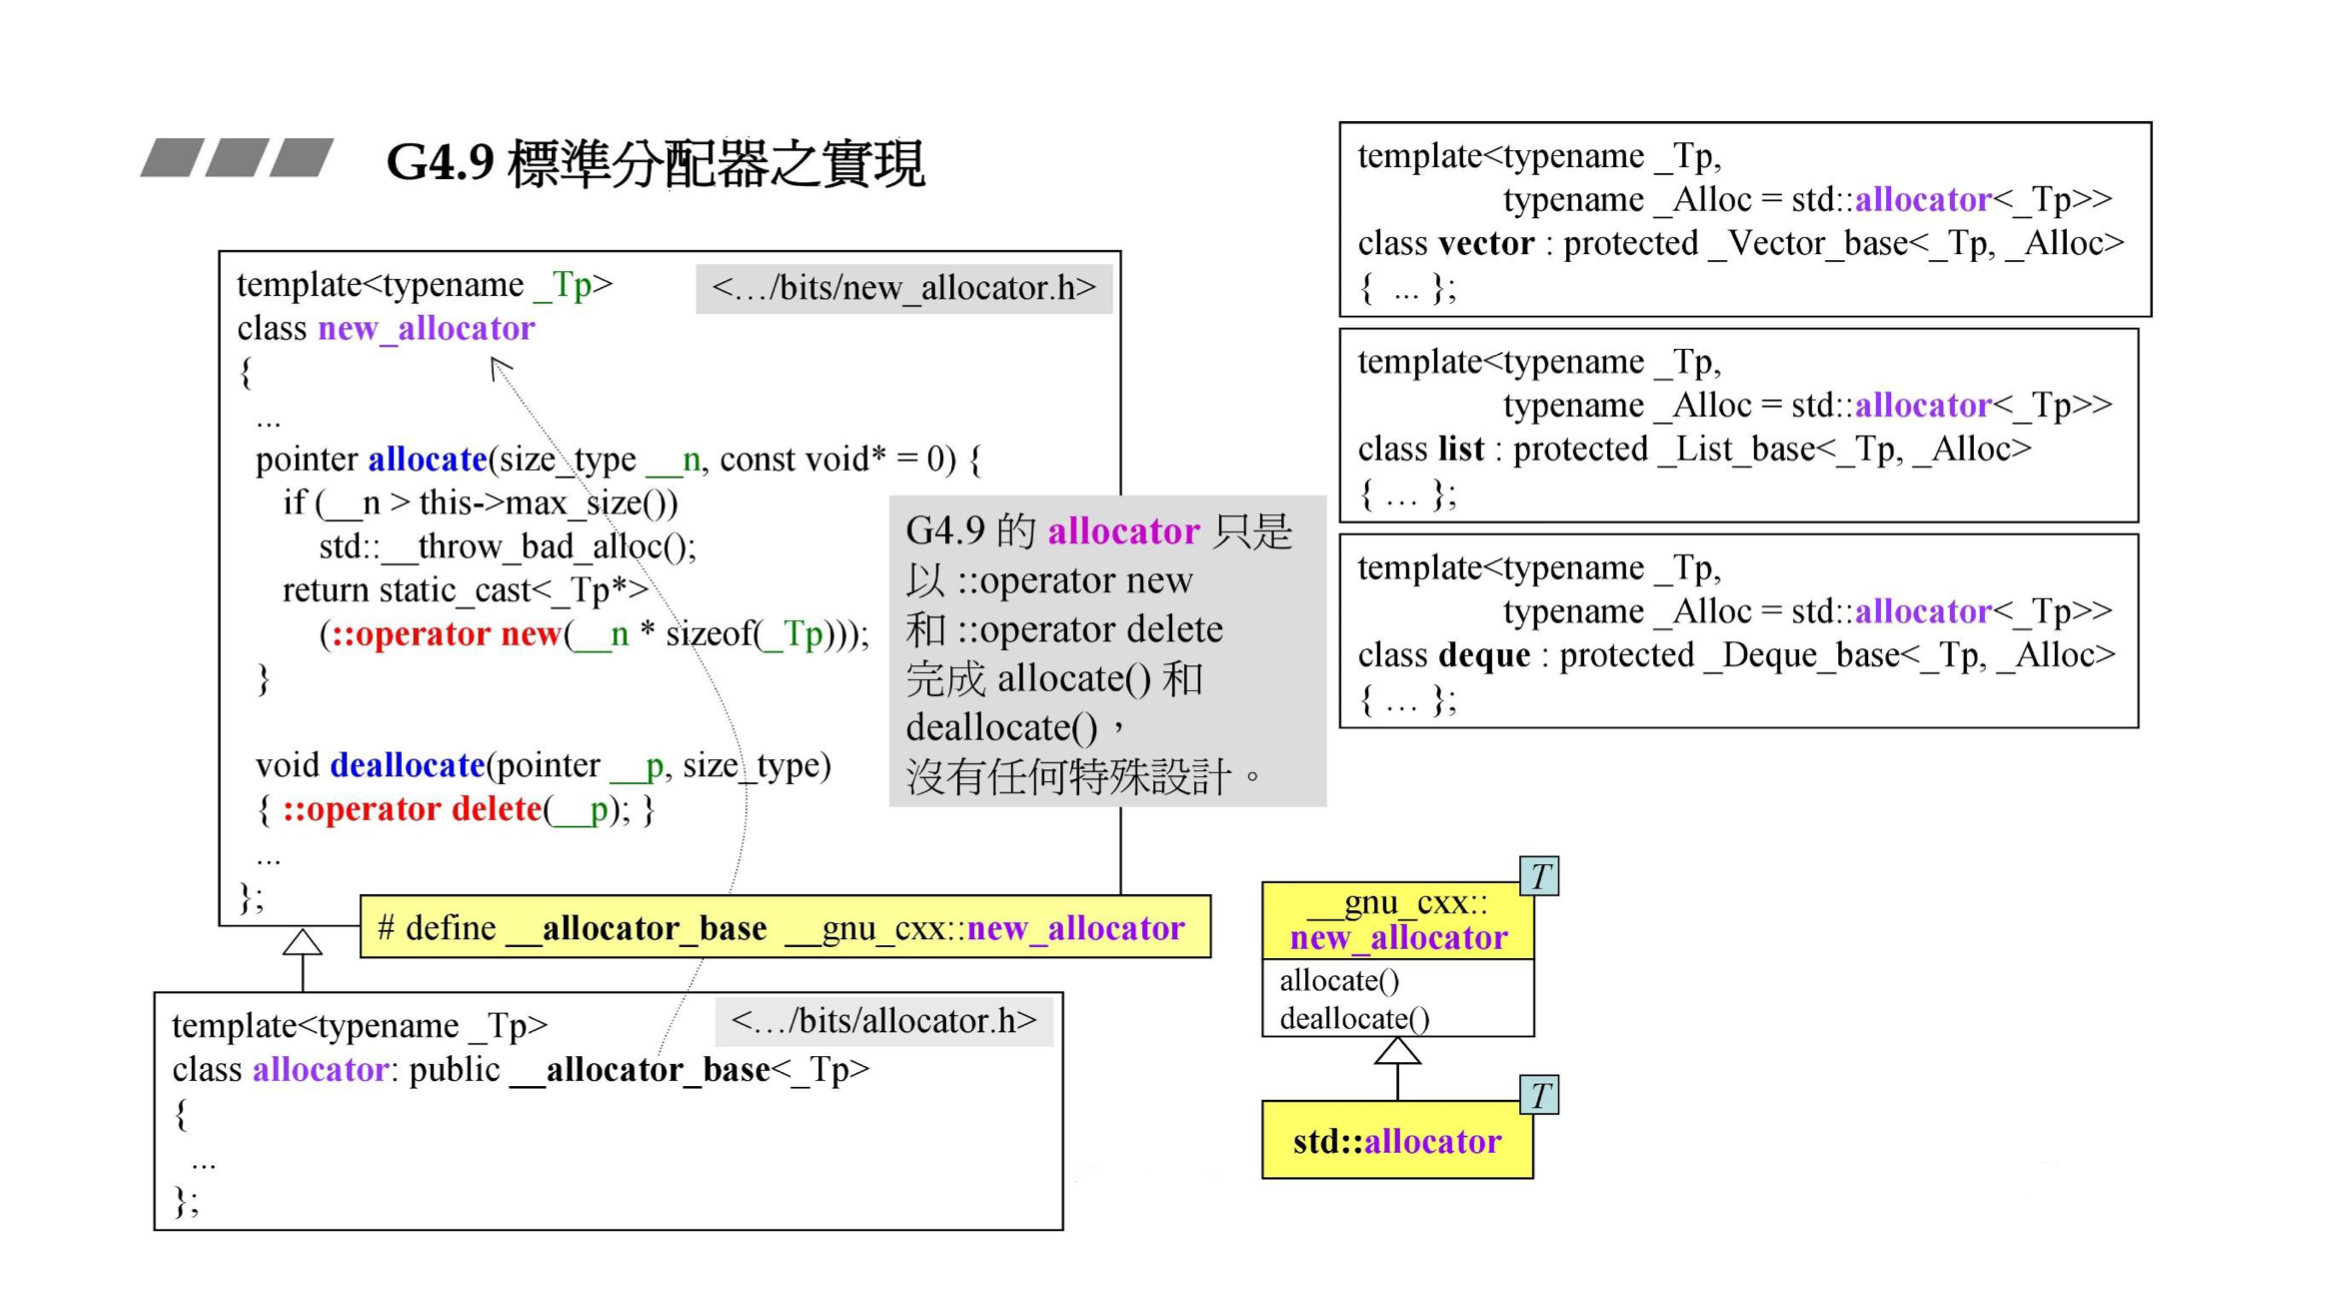 G4.9 標準分配器之實現
template<typename _Tp>
<…/bits/new_allocator.h>
class new_allocator
{
...
pointer allocate(size_type __n, const void* = 0) {
if (__n > this->max_size())
std::__throw_bad_alloc();
return static_cast<_Tp*>
(::operator new(__n * sizeof(_Tp)));
}
void deallocate(pointer __p, size_type)
{ ::operator delete(__p); }
...
};
# define __allocator_base __gnu_cxx::new_allocator
template<typename _Tp>
<…/bits/allocator.h>
class allocator: public __allocator_base<_Tp>
{
...
};
G4.9 的 allocator 只是
以 ::operator new
和 ::operator delete
完成 allocate() 和
deallocate()，
沒有任何特殊設計。
template<typename _Tp,
typename _Alloc = std::allocator<_Tp>>
class vector : protected _Vector_base<_Tp, _Alloc>
{ ... };
template<typename _Tp,
typename _Alloc = std::allocator<_Tp>>
class list : protected _List_base<_Tp, _Alloc>
{ … };
template<typename _Tp,
typename _Alloc = std::allocator<_Tp>>
class deque : protected _Deque_base<_Tp, _Alloc>
{ … };
T
__gnu_cxx::
new_allocator
allocate()
deallocate()
T
std::allocator